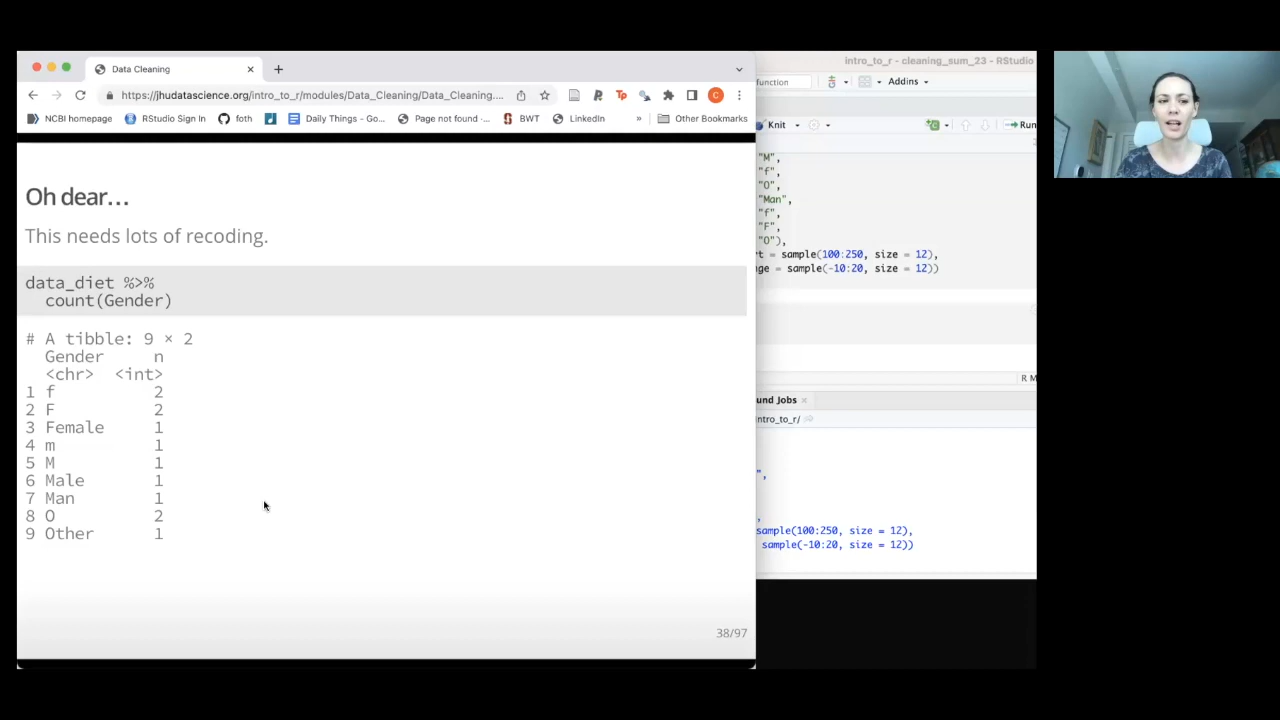 Data Cleaning
https://jhudatascience.org/intro_to_r/modules/Data_Cleaning/Data_Cleaning....
NCBI homepage RStudio Sign In foth Daily Things - Go... Page not found -... BWT LinkedIn » Other Bookmarks
Oh dear…
This needs lots of recoding.
data_diet %>%
count(Gender)
# A tibble: 9 × 2
Gender n
<chr> <int>
1 f 2
2 F 2
3 Female 1
4 m 1
5 M 1
6 Male 1
7 Man 1
8 O 2
9 Other 1
38/97
intro_to_r - cleaning_sum_23 - RStudio
function Addins
Knit Run
"M",
"f",
"O",
"Man",
"f",
"F",
"O"),
rt = sample(100:250, size = 12),
ge = sample(-10:20, size = 12))
R M
und Jobs
intro_to_r/
",
,
sample(100:250, size = 12),
sample(-10:20, size = 12))